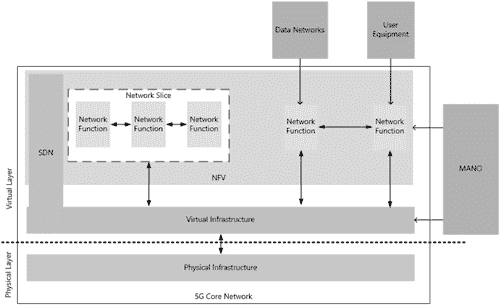 Data Networks
User
Equipment
Network Slice
Network
Function
Network
Function
Network
Function
Network
Function
Network
Function
SDN
NFV
MANO
Virtual Layer
Virtual Infrastructure
Physical Layer
Physical Infrastructure
5G Core Network